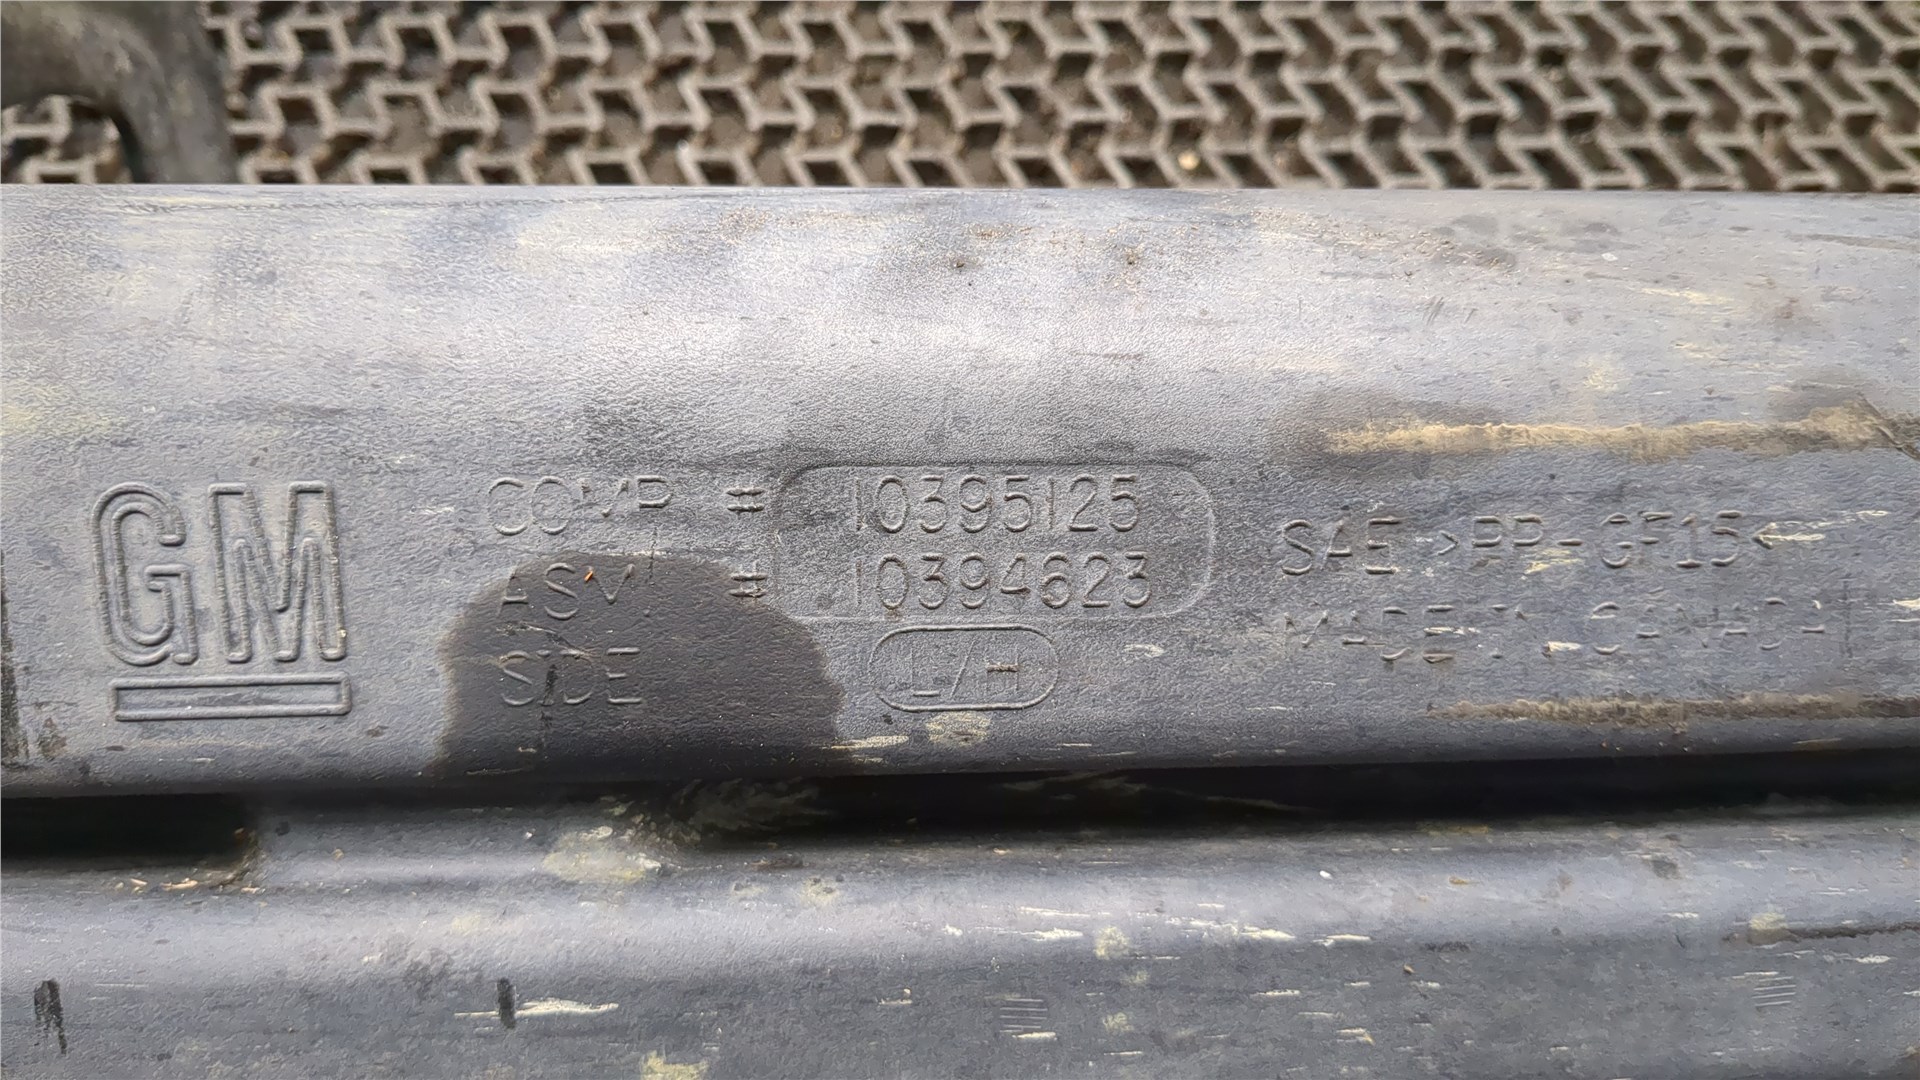 GM
COMP # 10395125
ASM # 10394623
SIDE L/H
SAE >PP-GF15<
MADE IN CANADA